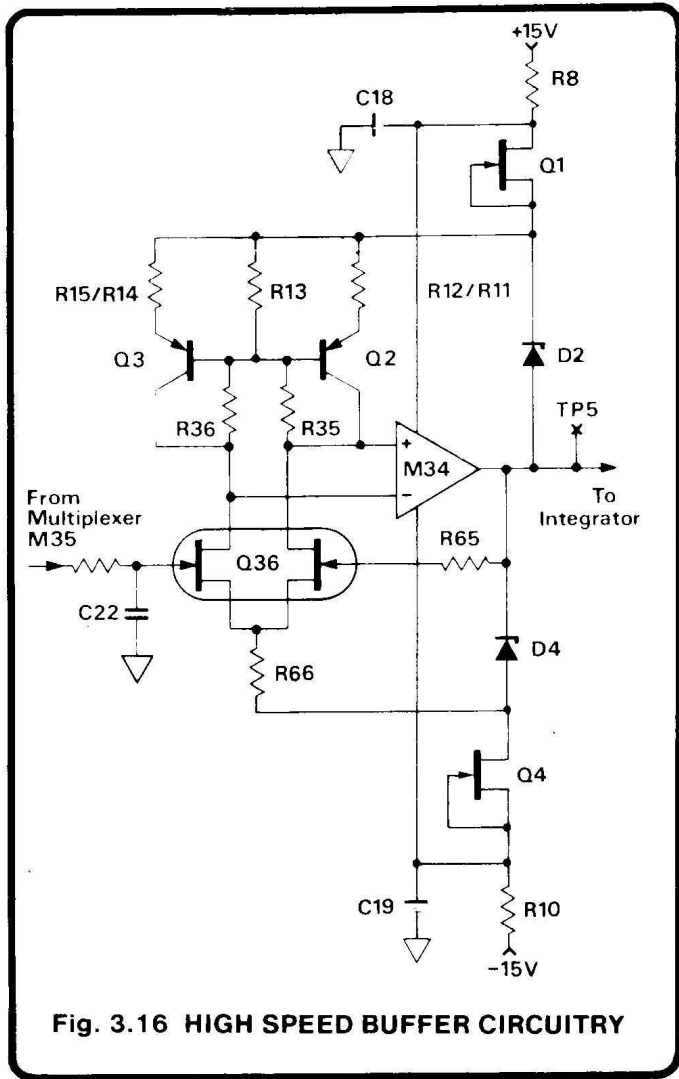 +15V
R8
C18
Q1
R15/R14
R13
R12/R11
Q3
Q2
D2
R36
R35
TP5
+
M34
−
From
Multiplexer
M35
To
Integrator
R65
Q36
C22
D4
R66
Q4
C19
R10
−15V
Fig. 3.16 HIGH SPEED BUFFER CIRCUITRY